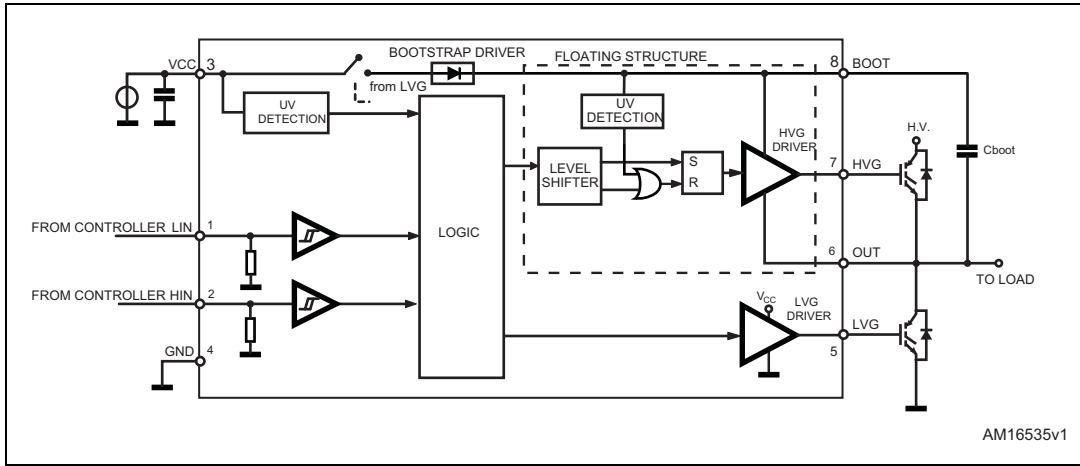 BOOTSTRAP DRIVER
FLOATING STRUCTURE
VCC
3
8
BOOT
from LVG
UV
DETECTION
UV
DETECTION
H.V.
Cboot
HVG
DRIVER
7
HVG
LEVEL
SHIFTER
S
R
LOGIC
FROM CONTROLLER LIN
1
6
OUT
TO LOAD
FROM CONTROLLER HIN
2
VCC
LVG
DRIVER
LVG
5
GND
4
AM16535v1